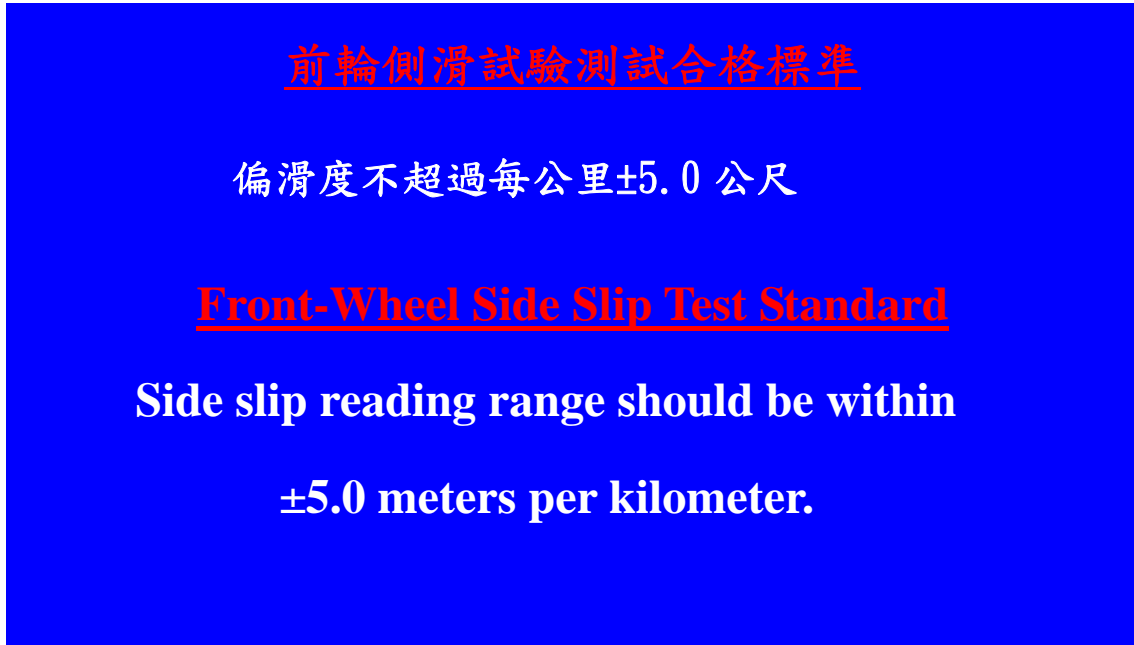 前輪側滑試驗測試合格標準
偏滑度不超過每公里±5.0 公尺
Front-Wheel Side Slip Test Standard
Side slip reading range should be within
±5.0 meters per kilometer.